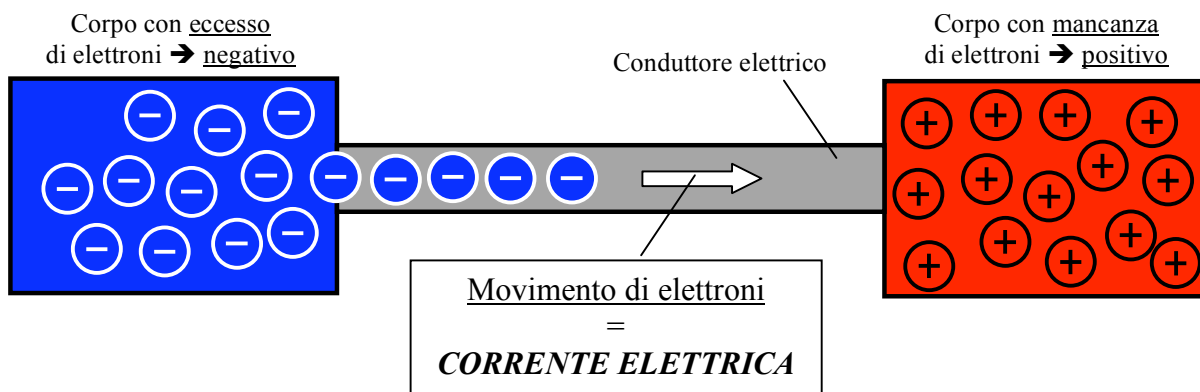 Corpo con eccesso
di elettroni ➔ negativo
Corpo con mancanza
di elettroni ➔ positivo
Conduttore elettrico
− − −
− − − − − − − − −
− − − −
+ + + +
+ + + + +
+ + + + +
Movimento di elettroni
=
CORRENTE ELETTRICA